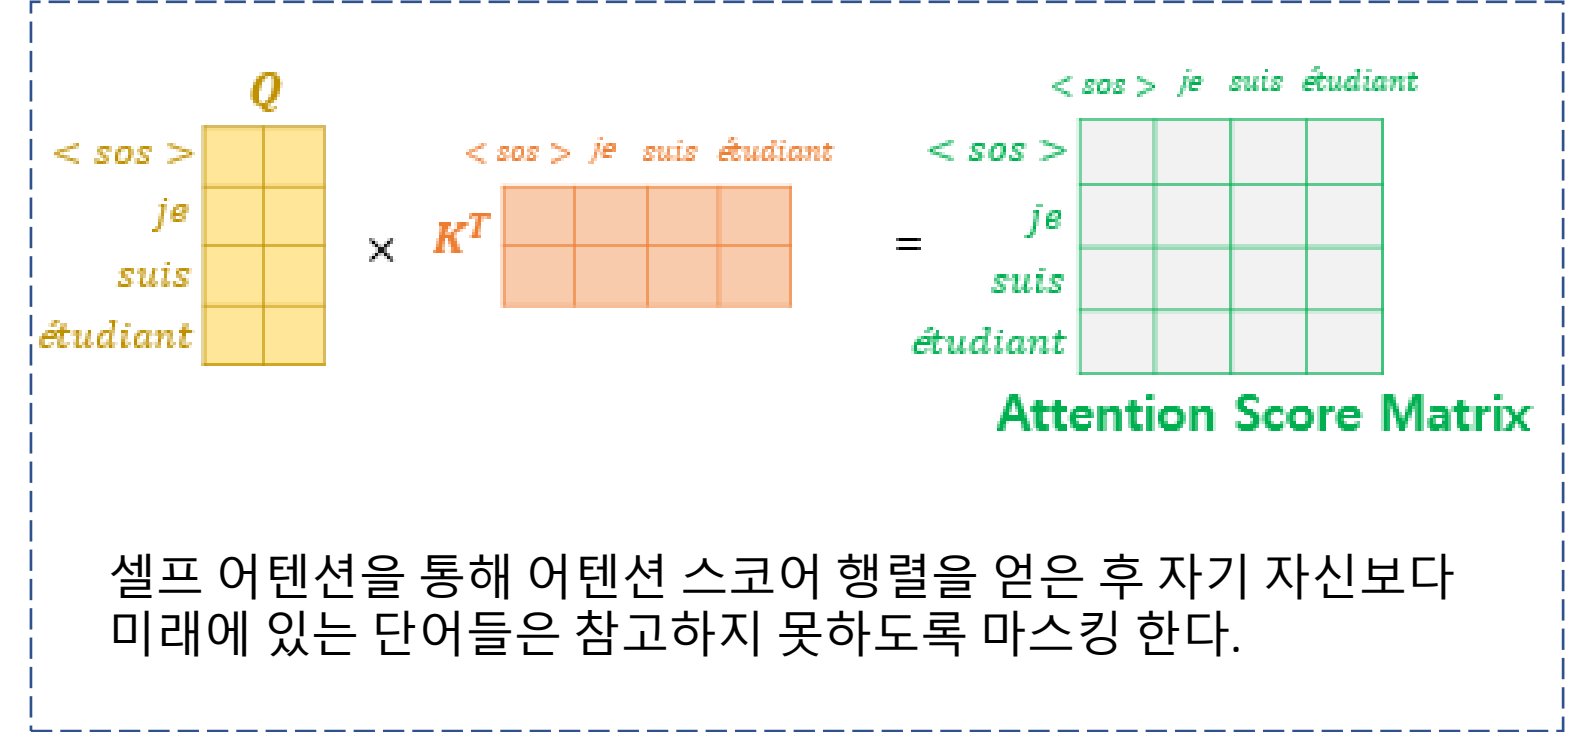 Q
< sos >
je
suis
étudiant
×
< sos > je suis étudiant
K^T
=
< sos > je suis étudiant
< sos >
je
suis
étudiant
Attention Score Matrix
셀프 어텐션을 통해 어텐션 스코어 행렬을 얻은 후 자기 자신보다
미래에 있는 단어들은 참고하지 못하도록 마스킹 한다.